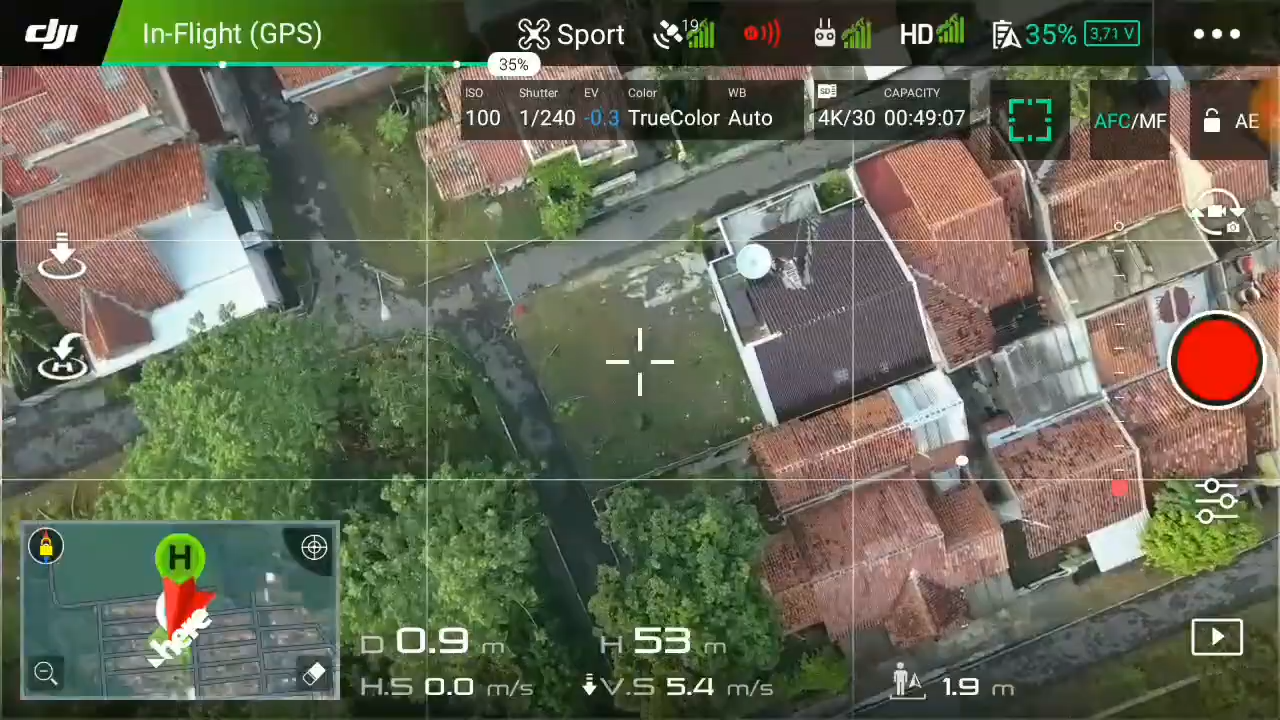 dji In-Flight (GPS) Sport 19 HD 35% 3,71 V
35%
ISO Shutter EV Color WB SD CAPACITY
100 1/240 -0.3 TrueColor Auto 4K/30 00:49:07 AFC/MF AE
H
H
here
D 0.9 m H 53 m
H.S 0.0 m/s V.S 5.4 m/s 1.9 m